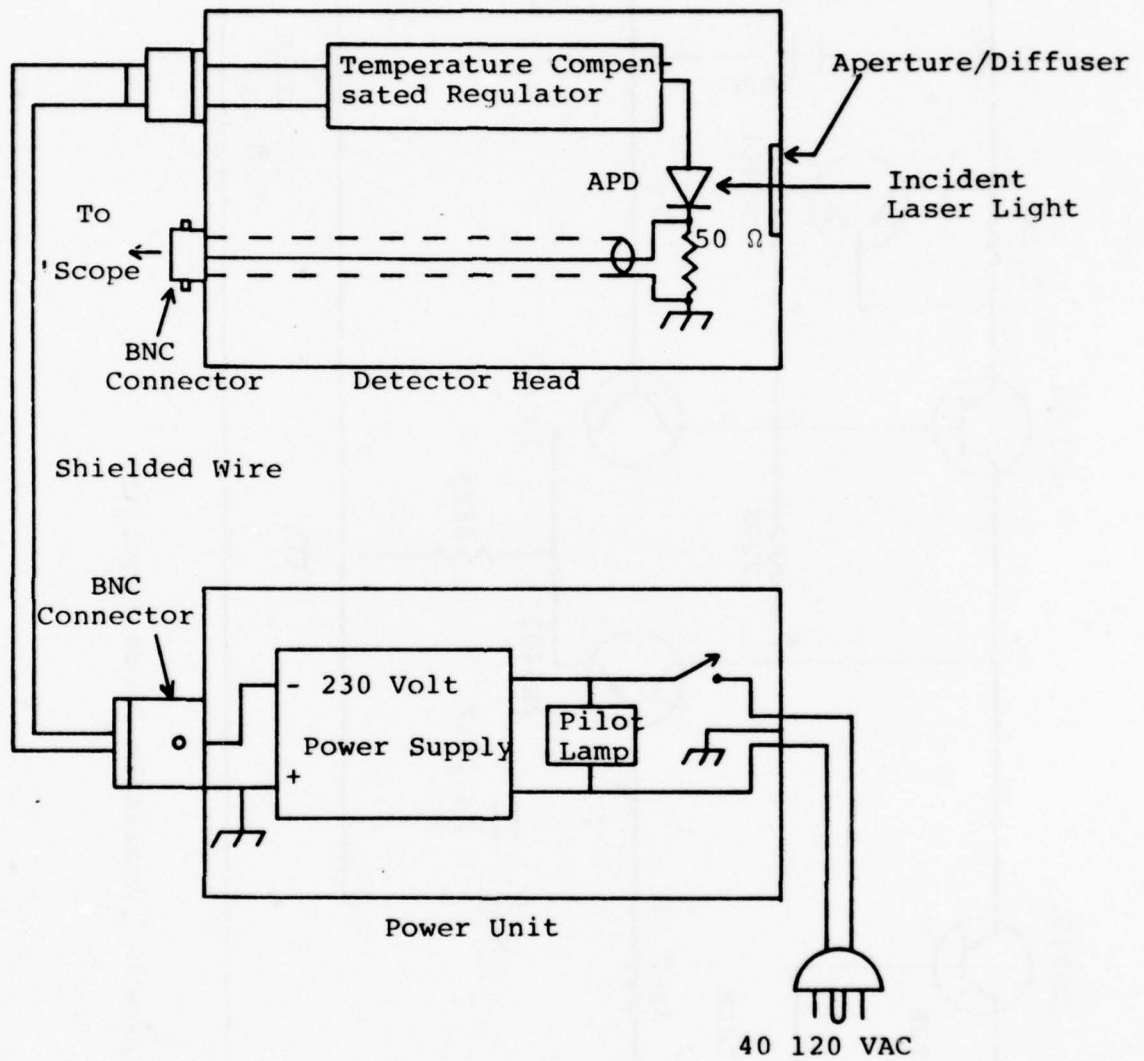 Temperature Compen-
sated Regulator
Aperture/Diffuser
APD
Incident
Laser Light
To
'Scope
50 Ω
BNC
Connector
Detector Head
Shielded Wire
BNC
Connector
- 230 Volt
Power Supply
+
Pilot
Lamp
Power Unit
40 120 VAC